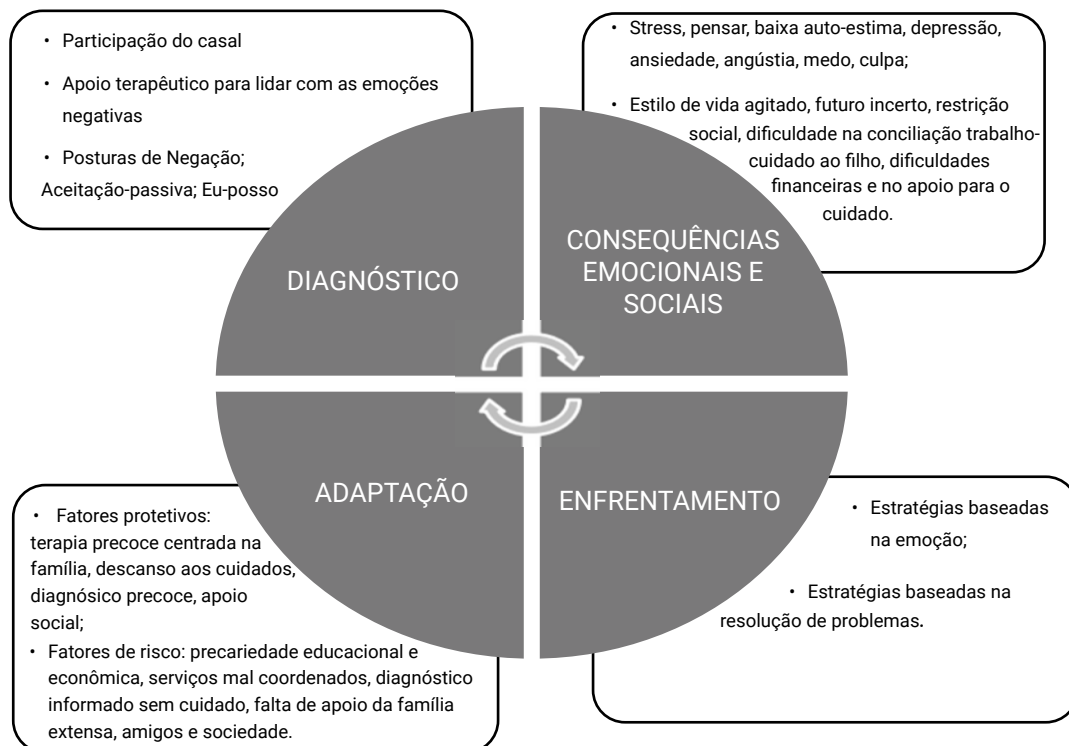 • Participação do casal
• Apoio terapêutico para lidar com as emoções
negativas
• Posturas de Negação;
Aceitação-passiva; Eu-posso
• Stress, pensar, baixa auto-estima, depressão,
ansiedade, angústia, medo, culpa;
• Estilo de vida agitado, futuro incerto, restrição
social, dificuldade na conciliação trabalho-
cuidado ao filho, dificuldades
financeiras e no apoio para o
cuidado.
DIAGNÓSTICO
CONSEQUÊNCIAS
EMOCIONAIS E
SOCIAIS
ADAPTAÇÃO
ENFRENTAMENTO
• Fatores protetivos:
terapia precoce centrada na
família, descanso aos cuidados,
diagnósico precoce, apoio
social;
• Fatores de risco: precariedade educacional e
econômica, serviços mal coordenados, diagnóstico
informado sem cuidado, falta de apoio da família
extensa, amigos e sociedade.
• Estratégias baseadas
na emoção;
• Estratégias baseadas na
resolução de problemas.